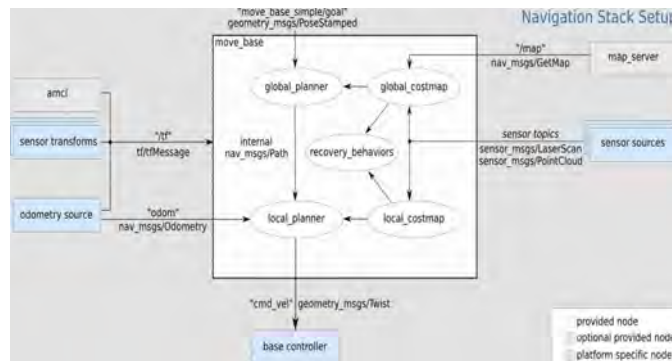 Navigation Stack Setup
"move_base_simple/goal"
geometry_msgs/PoseStamped
move_base
"/map"
nav_msgs/GetMap
map_server
global_planner
global_costmap
amcl
sensor transforms
"/tf"
tf/tfMessage
internal
nav_msgs/Path
recovery_behaviors
sensor topics
sensor_msgs/LaserScan
sensor_msgs/PointCloud
sensor sources
odometry source
"odom"
nav_msgs/Odometry
local_planner
local_costmap
"cmd_vel" geometry_msgs/Twist
base controller
provided node
optional provided node
platform specific node